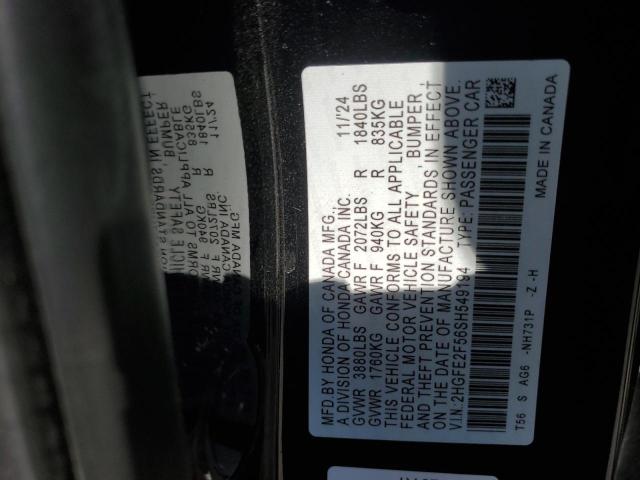 MFD.BY HONDA OF CANADA MFG., 11/'24
A DIVISION OF HONDA CANADA INC.
GVWR 3880LBS GAWR F 2072LBS R 1840LBS
GVWR 1760KG GAWR F 940KG R 835KG
THIS VEHICLE CONFORMS TO ALL APPLICABLE
FEDERAL MOTOR VEHICLE SAFETY , BUMPER,
AND THEFT PREVENTION STANDARDS, IN EFFECT
ON THE DATE OF MANUFACTURE SHOWN ABOVE.
V.I.N.:2HGFE2F56SH549194 TYPE:PASSENGER CAR
T56 S AG6 -NH731P -Z -H MADE IN CANADA